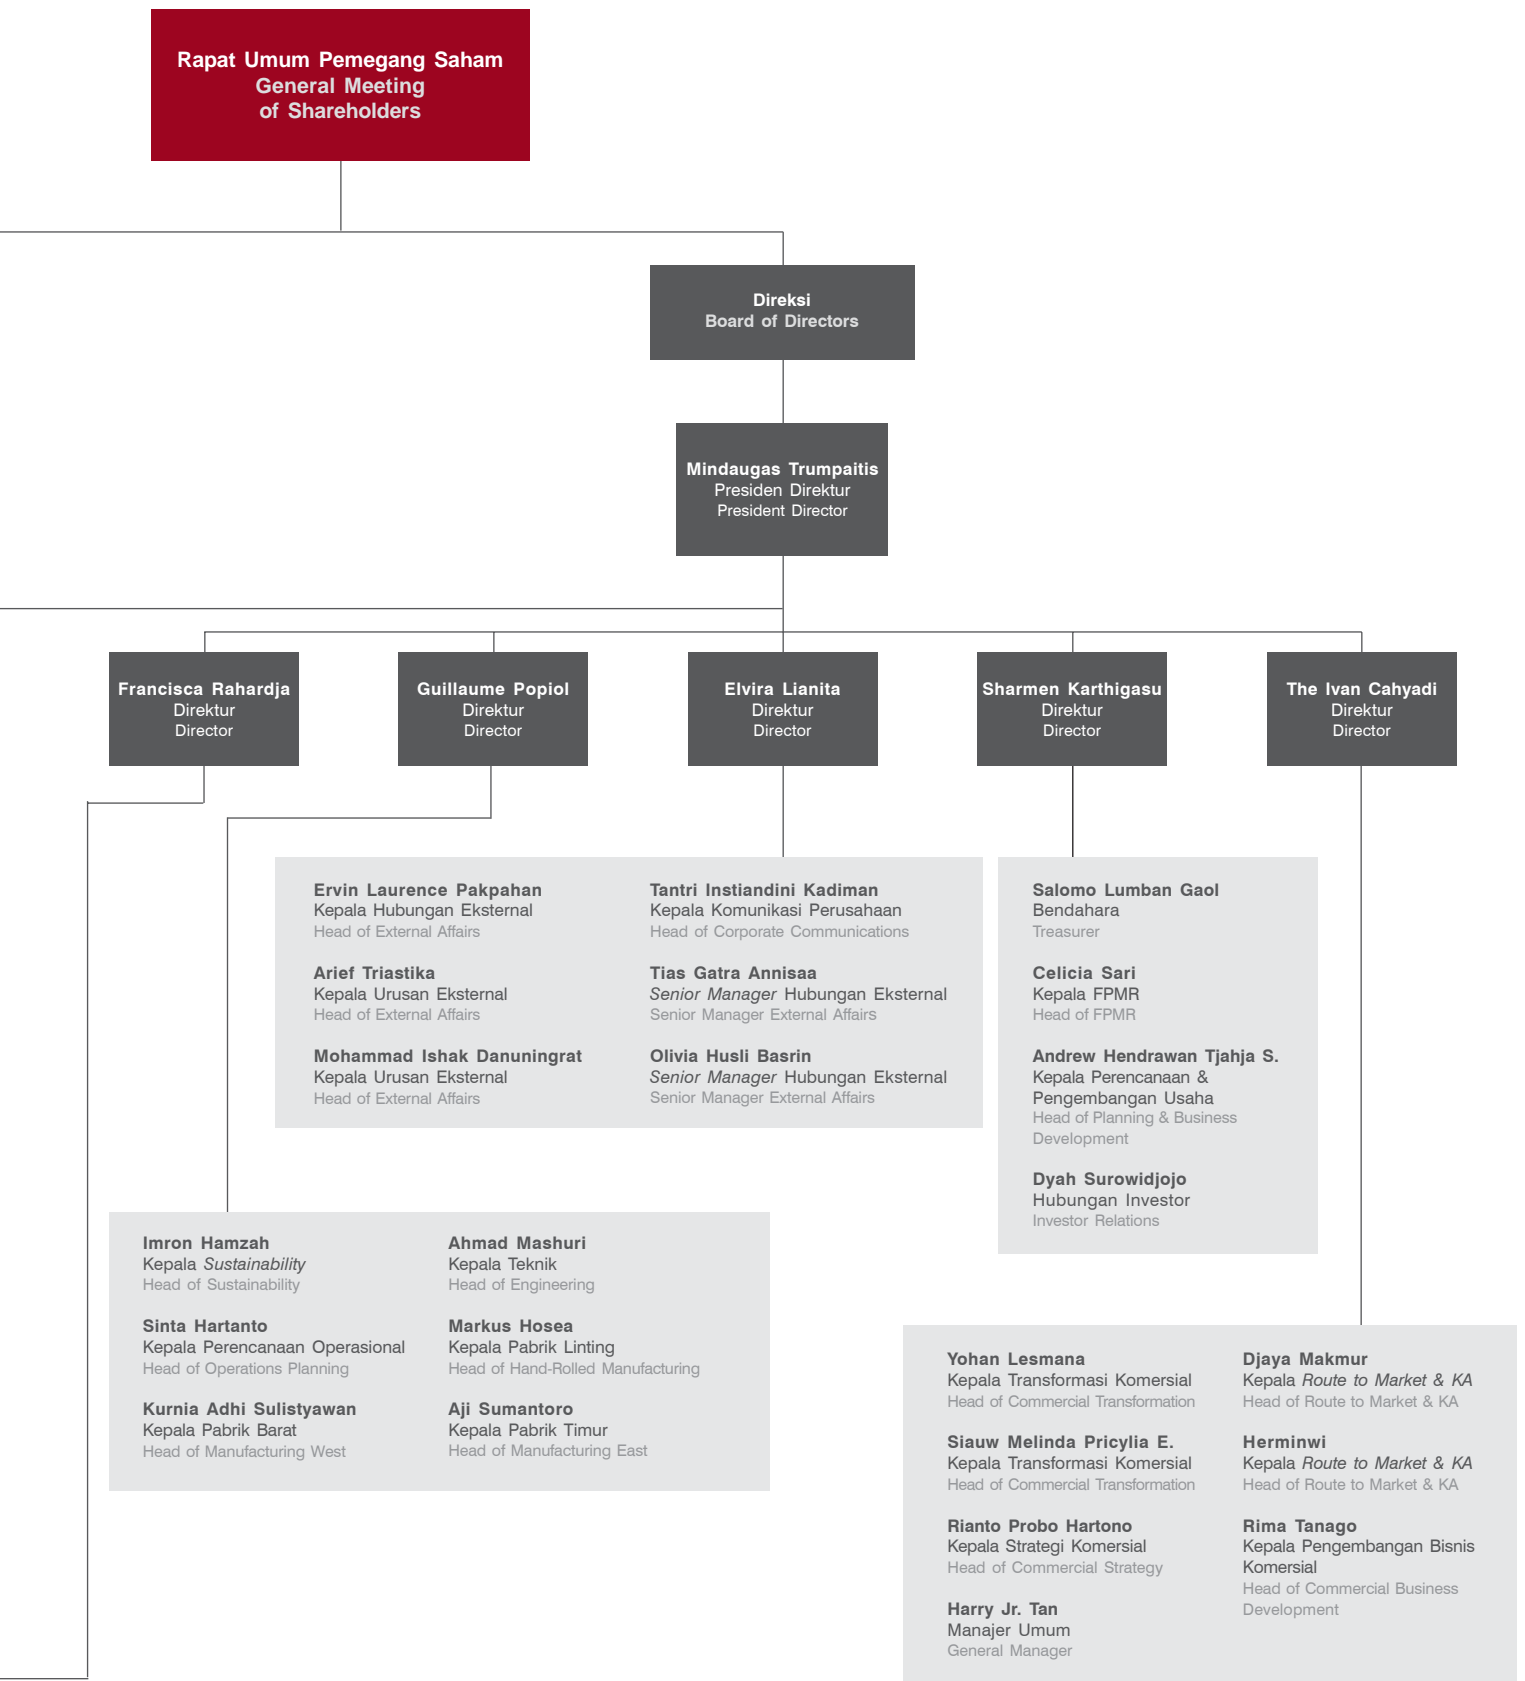 Rapat Umum Pemegang Saham
General Meeting
of Shareholders
Direksi
Board of Directors
Mindaugas Trumpaitis
Presiden Direktur
President Director
Francisca Rahardja
Direktur
Director
Guillaume Popiol
Direktur
Director
Elvira Lianita
Direktur
Director
Sharmen Karthigasu
Direktur
Director
The Ivan Cahyadi
Direktur
Director
Ervin Laurence Pakpahan
Kepala Hubungan Eksternal
Head of External Affairs
Arief Triastika
Kepala Urusan Eksternal
Head of External Affairs
Mohammad Ishak Danuningrat
Kepala Urusan Eksternal
Head of External Affairs
Tantri Instiandini Kadiman
Kepala Komunikasi Perusahaan
Head of Corporate Communications
Tias Gatra Annisaa
Senior Manager Hubungan Eksternal
Senior Manager External Affairs
Olivia Husli Basrin
Senior Manager Hubungan Eksternal
Senior Manager External Affairs
Salomo Lumban Gaol
Bendahara
Treasurer
Celicia Sari
Kepala FPMR
Head of FPMR
Andrew Hendrawan Tjahja S.
Kepala Perencanaan &
Pengembangan Usaha
Head of Planning & Business
Development
Dyah Surowidjojo
Hubungan Investor
Investor Relations
Imron Hamzah
Kepala Sustainability
Head of Sustainability
Sinta Hartanto
Kepala Perencanaan Operasional
Head of Operations Planning
Kurnia Adhi Sulistyawan
Kepala Pabrik Barat
Head of Manufacturing West
Ahmad Mashuri
Kepala Teknik
Head of Engineering
Markus Hosea
Kepala Pabrik Linting
Head of Hand-Rolled Manufacturing
Aji Sumantoro
Kepala Pabrik Timur
Head of Manufacturing East
Yohan Lesmana
Kepala Transformasi Komersial
Head of Commercial Transformation
Siauw Melinda Pricylia E.
Kepala Transformasi Komersial
Head of Commercial Transformation
Rianto Probo Hartono
Kepala Strategi Komersial
Head of Commercial Strategy
Harry Jr. Tan
Manajer Umum
General Manager
Djaya Makmur
Kepala Route to Market & KA
Head of Route to Market & KA
Herminwi
Kepala Route to Market & KA
Head of Route to Market & KA
Rima Tanago
Kepala Pengembangan Bisnis
Komersial
Head of Commercial Business
Development